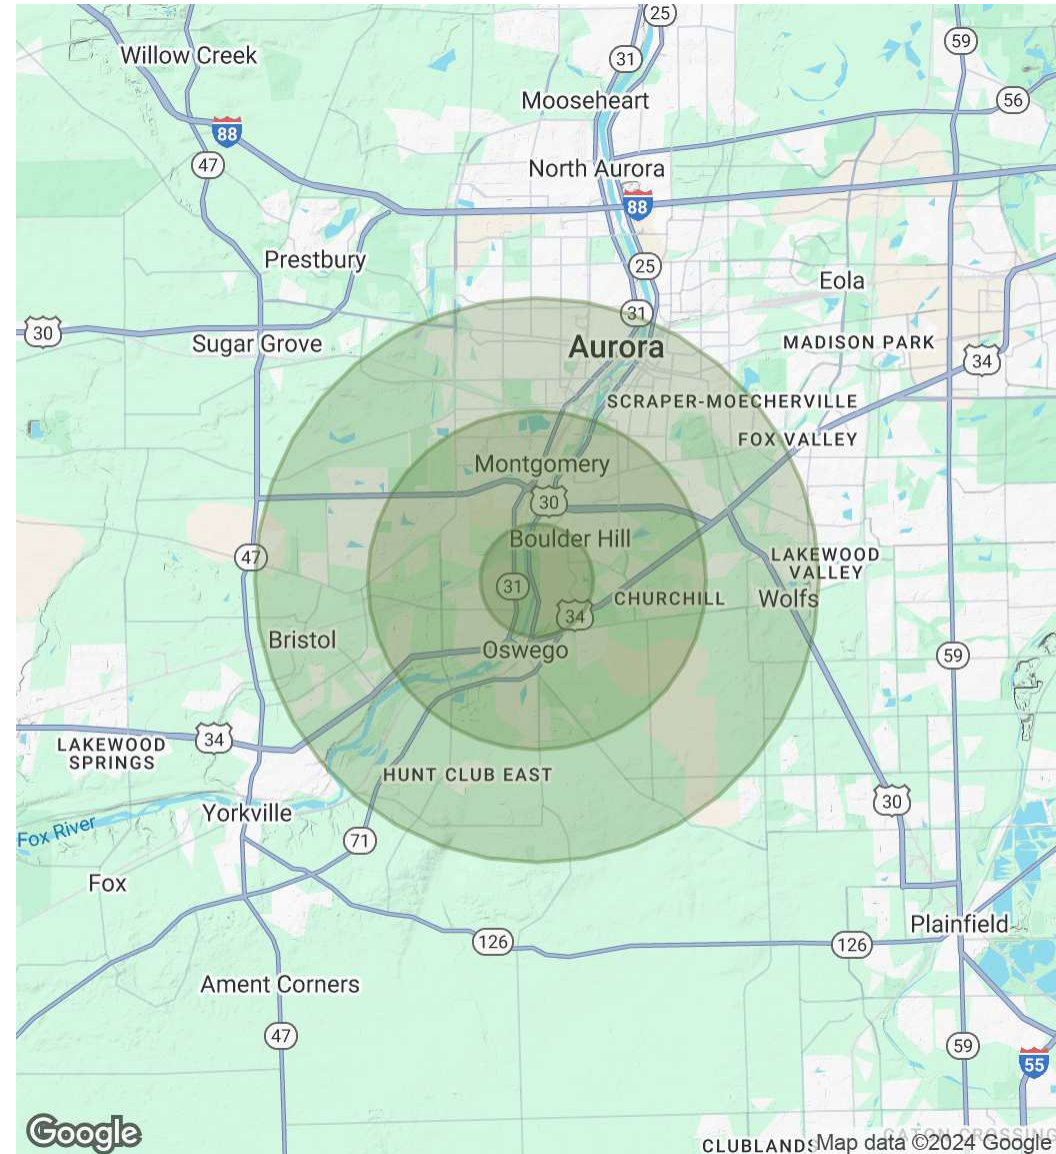 25
59
31
Willow Creek
56
Mooseheart
88
47
North Aurora
88
Prestbury
25
Eola
31
30
Sugar Grove
Aurora
MADISON PARK
34
SCRAPER-MOECHERVILLE
FOX VALLEY
Montgomery
30
Boulder Hill
47
LAKEWOOD
VALLEY
31
CHURCHILL
Wolfs
34
Bristol
Oswego
59
34
LAKEWOOD
SPRINGS
HUNT CLUB EAST
30
Yorkville
Fox River
71
Fox
Plainfield
126
126
Ament Corners
47
59
55
Google
CATON CROSSING
CLUBLANDS
Map data ©2024 Google